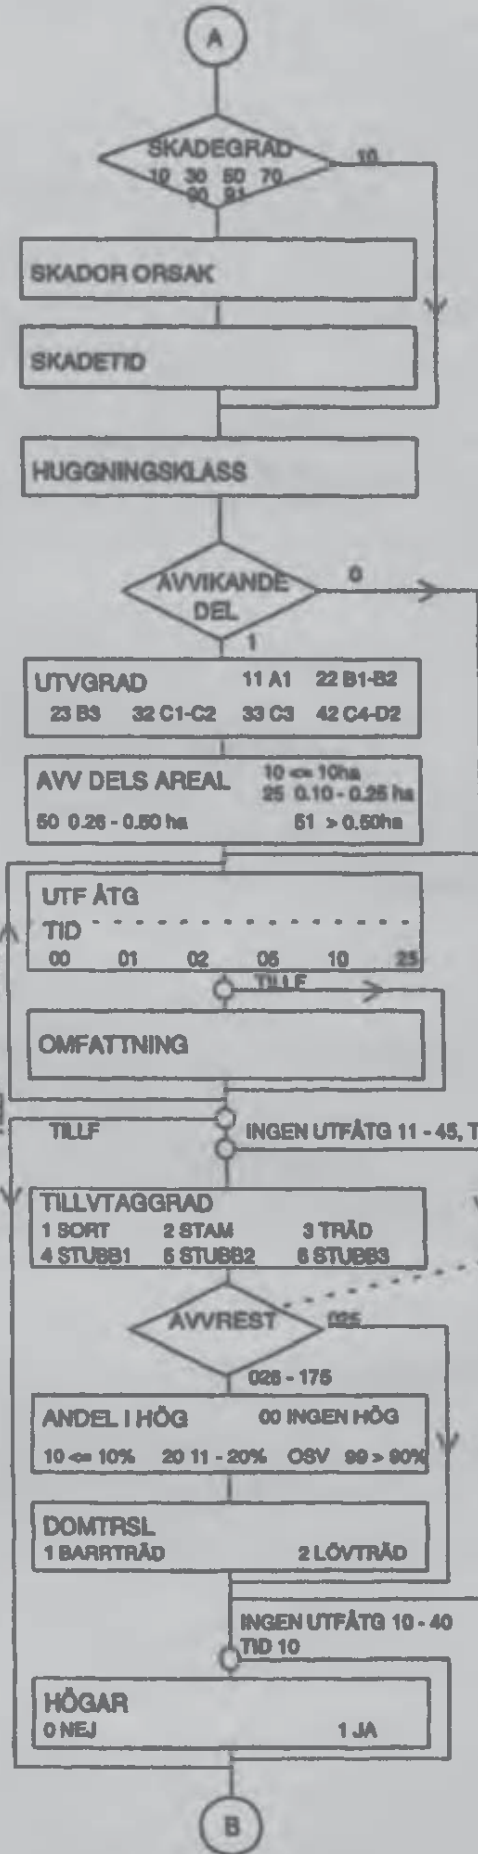 A
SKADEGRAD
10 30 50 70
90 91
10
SKADOR ORSAK
SKADETID
HUGGNINGSKLASS
AVVIKANDE
DEL
0
1
UTVGRAD 11 A1 22 B1-B2
23 B3 32 C1-C2 33 C3 42 C4-D2
AVV DELS AREAL 10 <= 10ha
25 0.10 - 0.25 ha
50 0.26 - 0.50 ha 51 > 0.50ha
UTF ÅTG
TID
00 01 02 05 10 25
TILLF
OMFATTNING
TILLF
INGEN UTFÅTG 11 - 45, T
TILLVTAGGRAD
1 SORT 2 STAM 3 TRÄD
4 STUBB1 5 STUBB2 6 STUBB3
AVVREST
025
026 - 175
ANDEL I HÖG 00 INGEN HÖG
10 <= 10% 20 11 - 20% OSV 99 > 90%
DOMTRSL
1 BARRTRÄD 2 LÖVTRÄD
INGEN UTFÅTG 10 - 40
TID 10
HÖGAR
0 NEJ 1 JA
B